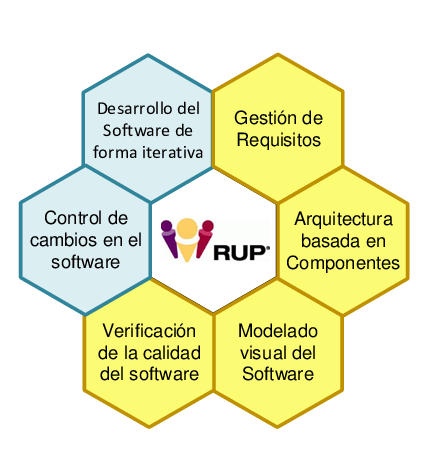 Desarrollo del
Software de
forma iterativa
Gestión de
Requisitos
Control de
cambios en el
software
RUP®
Arquitectura
basada en
Componentes
Verificación
de la calidad
del software
Modelado
visual del
Software